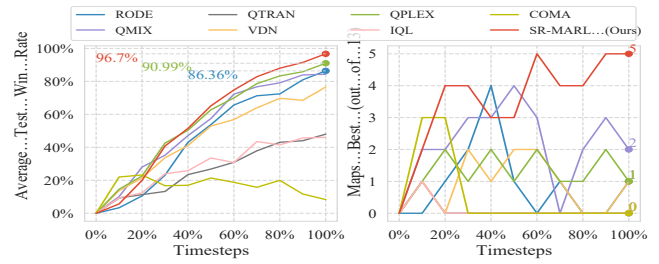 RODE QTRAN QPLEX COMA
QMIX VDN IQL SR-MARL…(Ours)
Average…Test…Win…Rate
100%
80%
60%
40%
20%
0%
96.7%
90.99%
86.36%
0% 20% 40% 60% 80% 100%
Timesteps
Maps…Best…(out…of…13
5
4
3
2
1
0
5
2
1
0
0% 20% 40% 60% 80% 100%
Timesteps